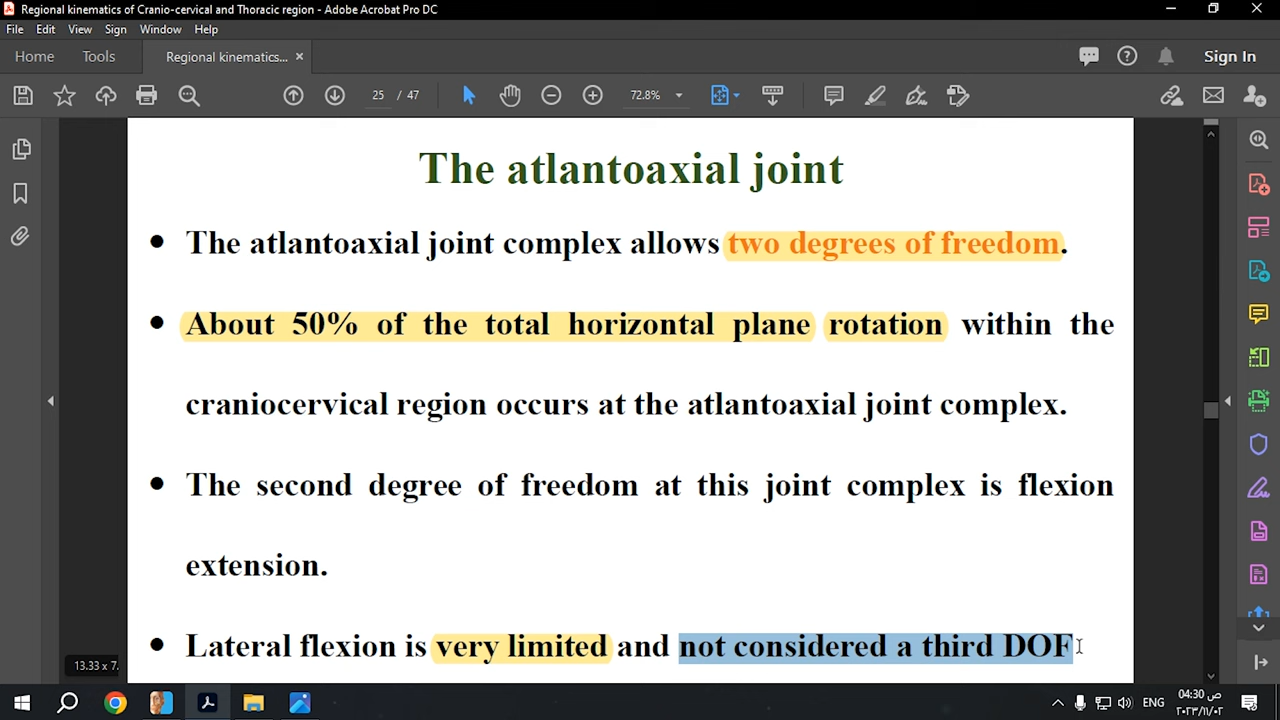 Regional kinematics of Cranio-cervical and Thoracic region - Adobe Acrobat Pro DC
File Edit View Sign Window Help
Home Tools Regional kinematics... × Sign In
25 / 47 72.8%
The atlantoaxial joint
• The atlantoaxial joint complex allows two degrees of freedom.
• About 50% of the total horizontal plane rotation within the
craniocervical region occurs at the atlantoaxial joint complex.
• The second degree of freedom at this joint complex is flexion
extension.
• Lateral flexion is very limited and not considered a third DOF
13.33 x 7.
ENG ص 04:30
٢٠٢٣/١١/٠٢